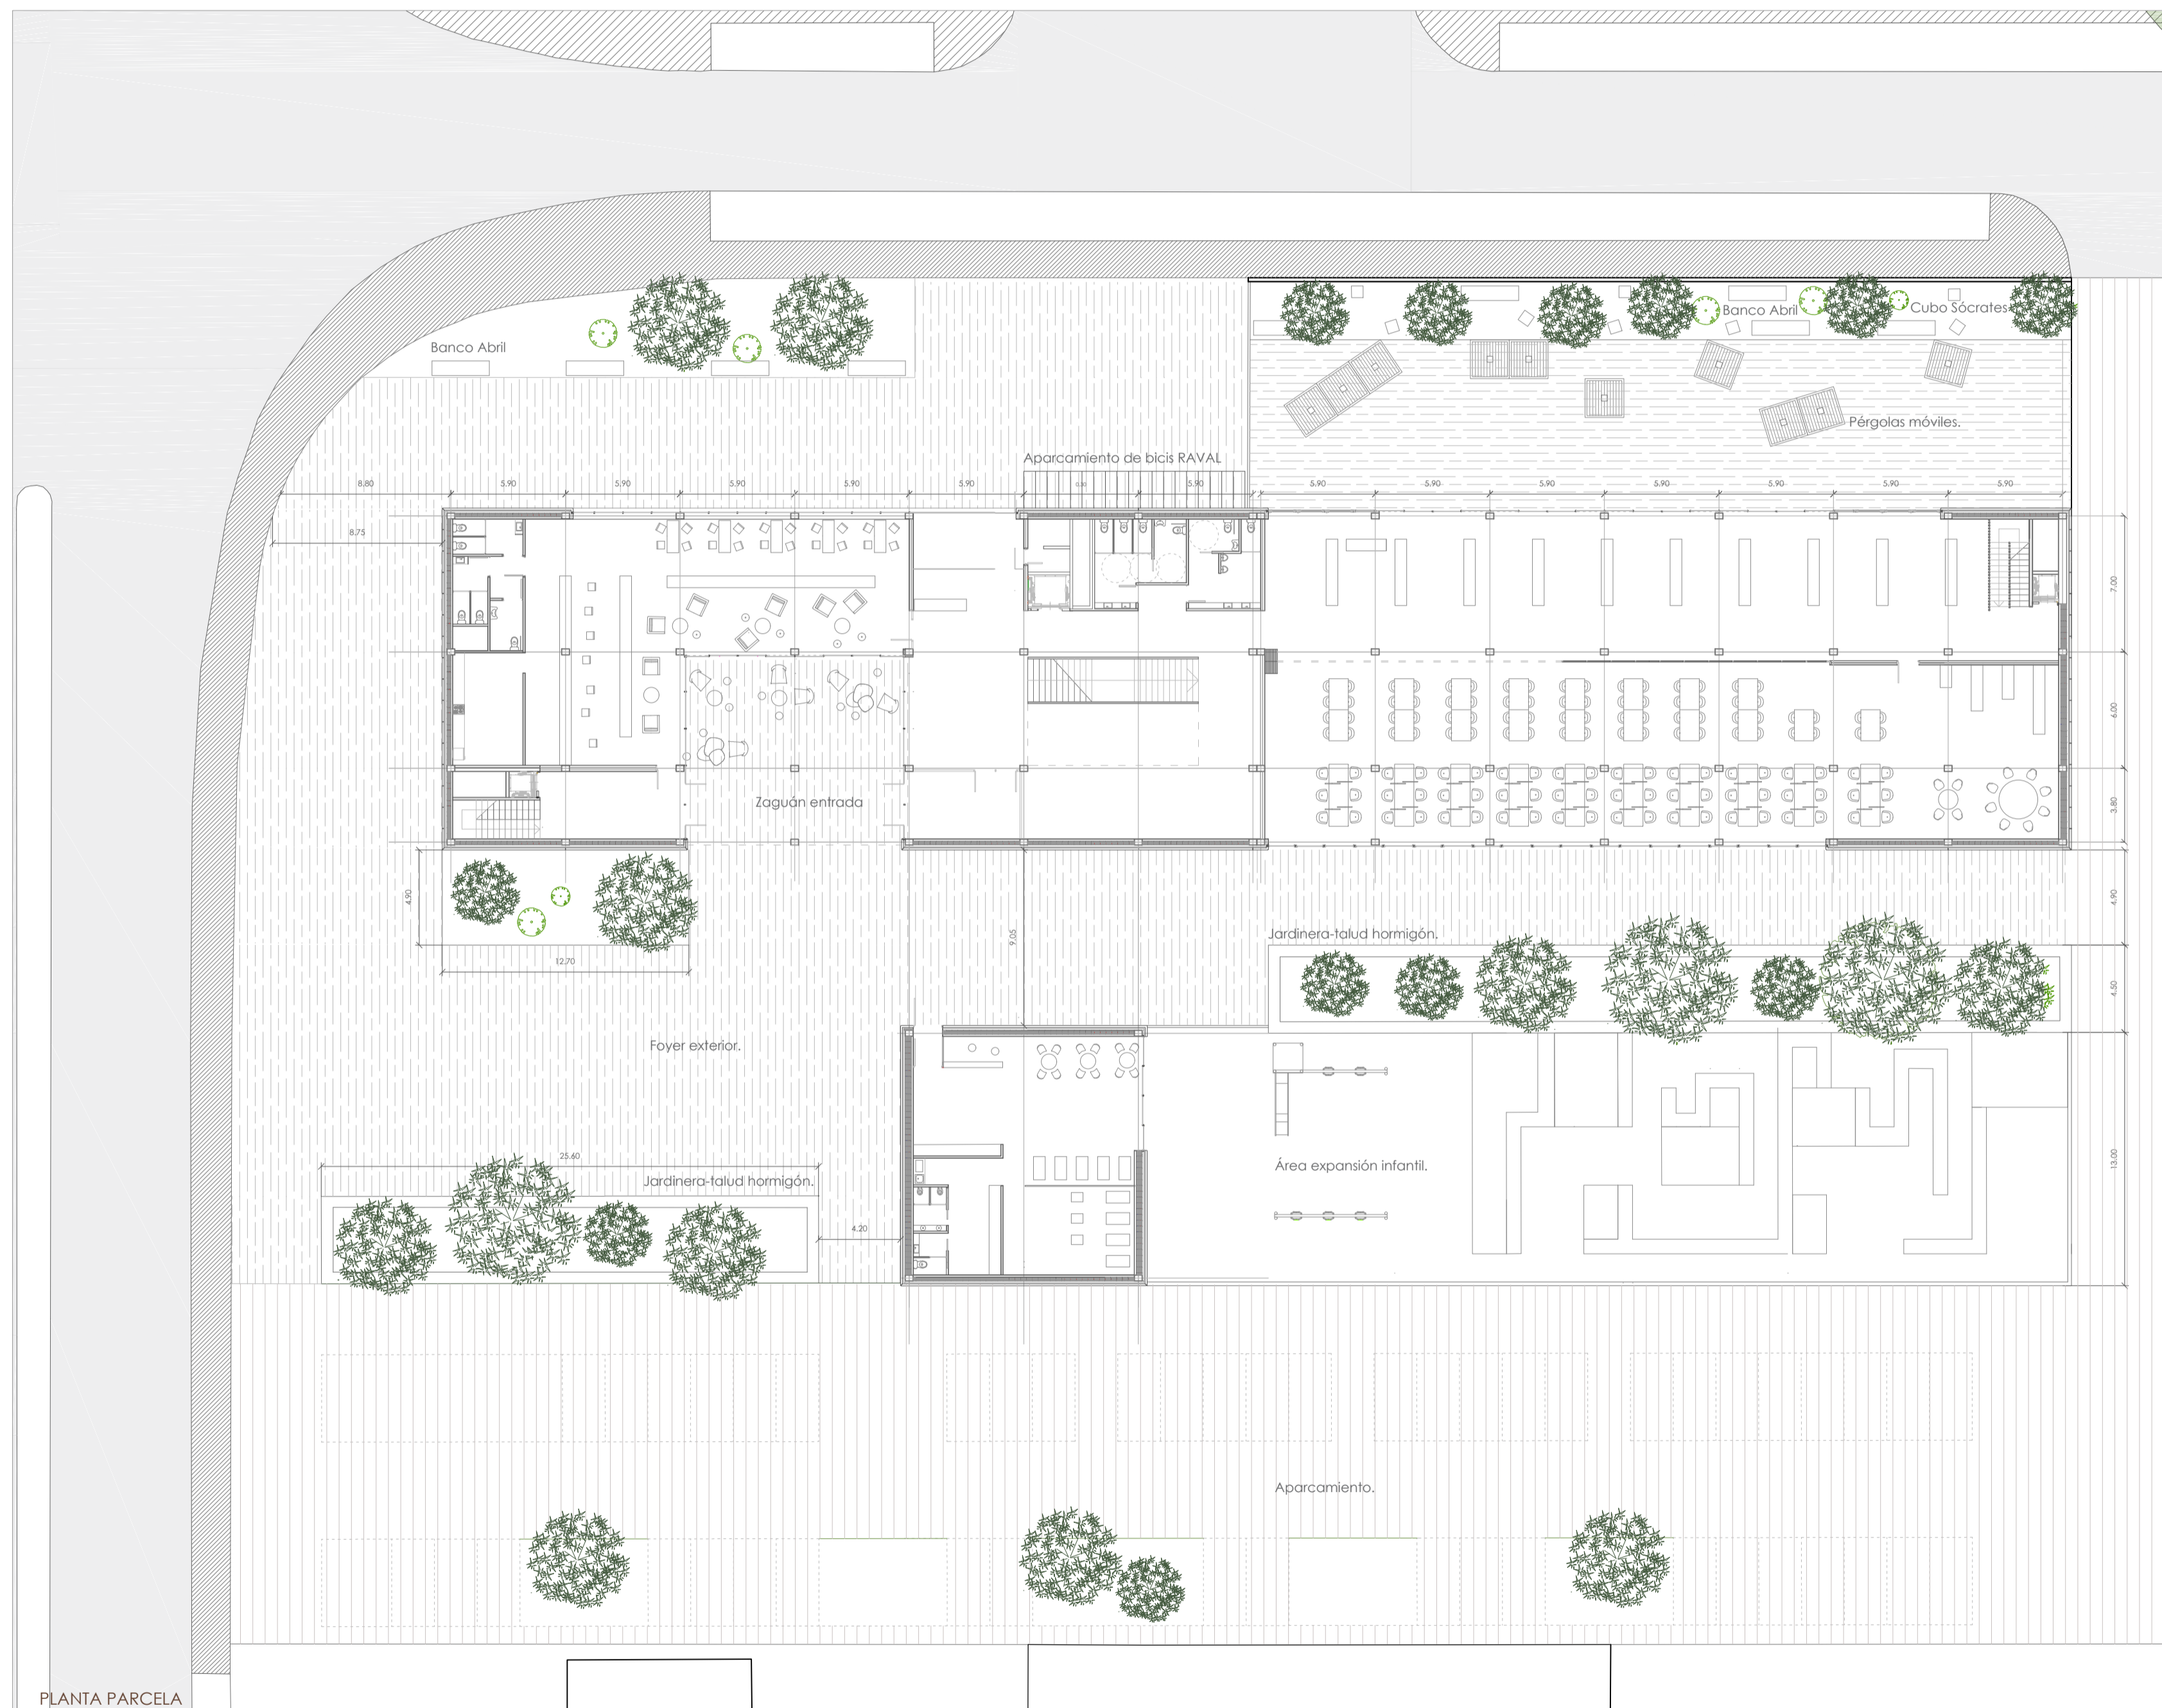 Banco Abril
Banco Abril
Cubo Sócrates
Pérgolas móviles.
Aparcamiento de bicis RAVAL
8.80
5.90
5.90
5.90
5.90
5.90
0.90
5.90
5.90
5.90
5.90
5.90
5.90
5.90
5.90
8.75
7.00
6.00
3.80
Zaguán entrada
4.90
12.70
9.05
4.90
Jardinera-talud hormigón.
4.50
Foyer exterior.
25.60
Jardinera-talud hormigón.
4.20
Área expansión infantil.
13.00
Aparcamiento.
PLANTA PARCELA